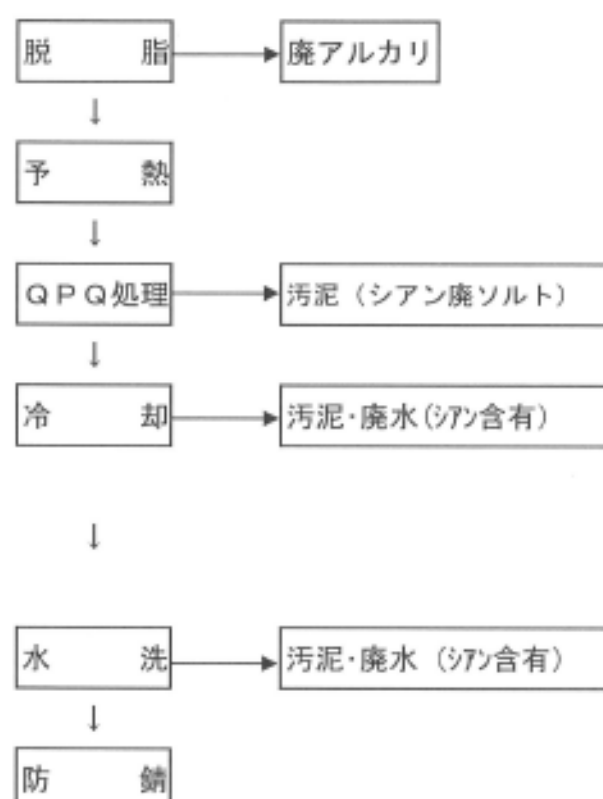 脱　　脂 → 廃アルカリ
↓
予　　熱
↓
ＱＰＱ処理 → 汚泥（シアン廃ソルト）
↓
冷　　却 → 汚泥・廃水(ｼｱﾝ含有)
↓
水　　洗 → 汚泥・廃水（ｼｱﾝ含有）
↓
防　　錆